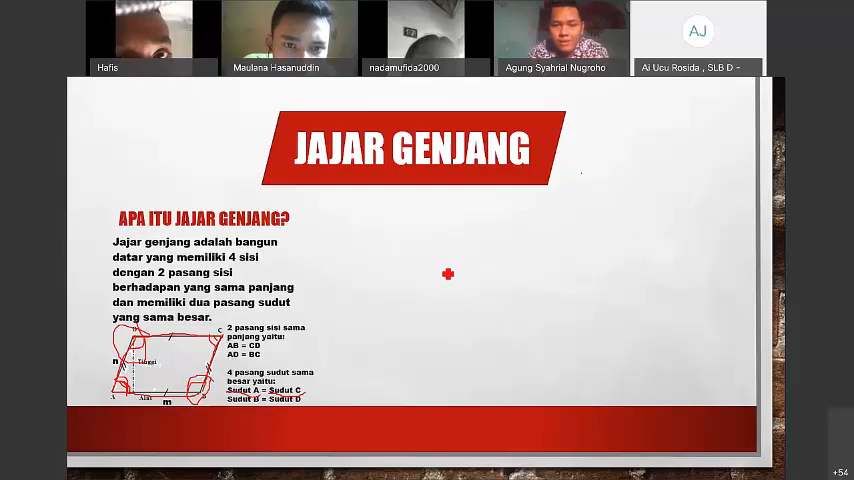 Hafis
Maulana Hasanuddin
nadamufida2000
Agung Syahrial Nugroho
AJ
Ai Ucu Rosida , SLB D -
JAJAR GENJANG
APA ITU JAJAR GENJANG?
Jajar genjang adalah bangun
datar yang memiliki 4 sisi
dengan 2 pasang sisi
berhadapan yang sama panjang
dan memiliki dua pasang sudut
yang sama besar.
C
n
Tinggi
A
Alas
m
2 pasang sisi sama
panjang yaitu:
AB = CD
AD = BC
4 pasang sudut sama
besar yaitu:
Sudut A = Sudut C
Sudut B = Sudut D
+54